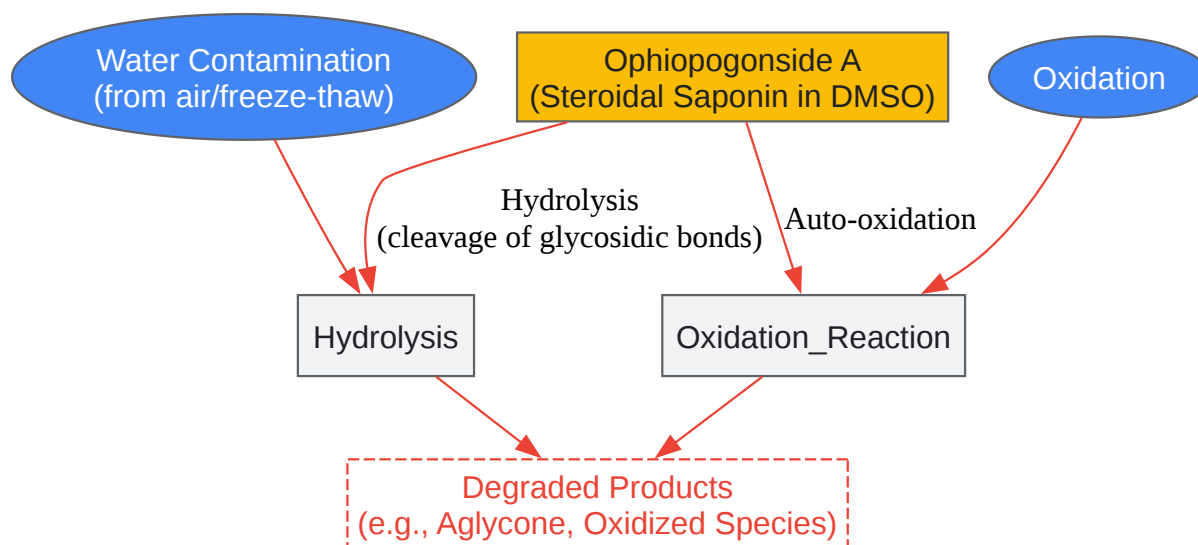 Water Contamination
(from air/freeze-thaw)
Ophiopogonside A
(Steroidal Saponin in DMSO)
Oxidation
Hydrolysis
(cleavage of glycosidic bonds)
Auto-oxidation
Hydrolysis
Oxidation_Reaction
Degraded Products
(e.g., Aglycone, Oxidized Species)